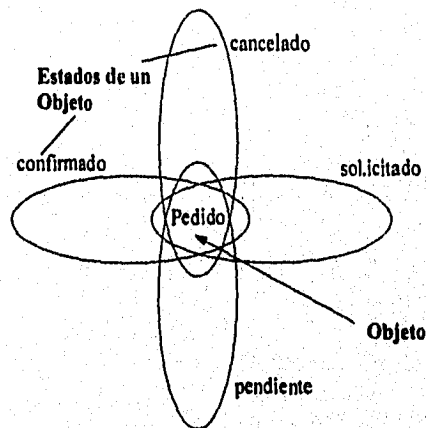 cancelado
Estados de un
Objeto
confirmado
sol.icitado
Pedido
Objeto
pendiente